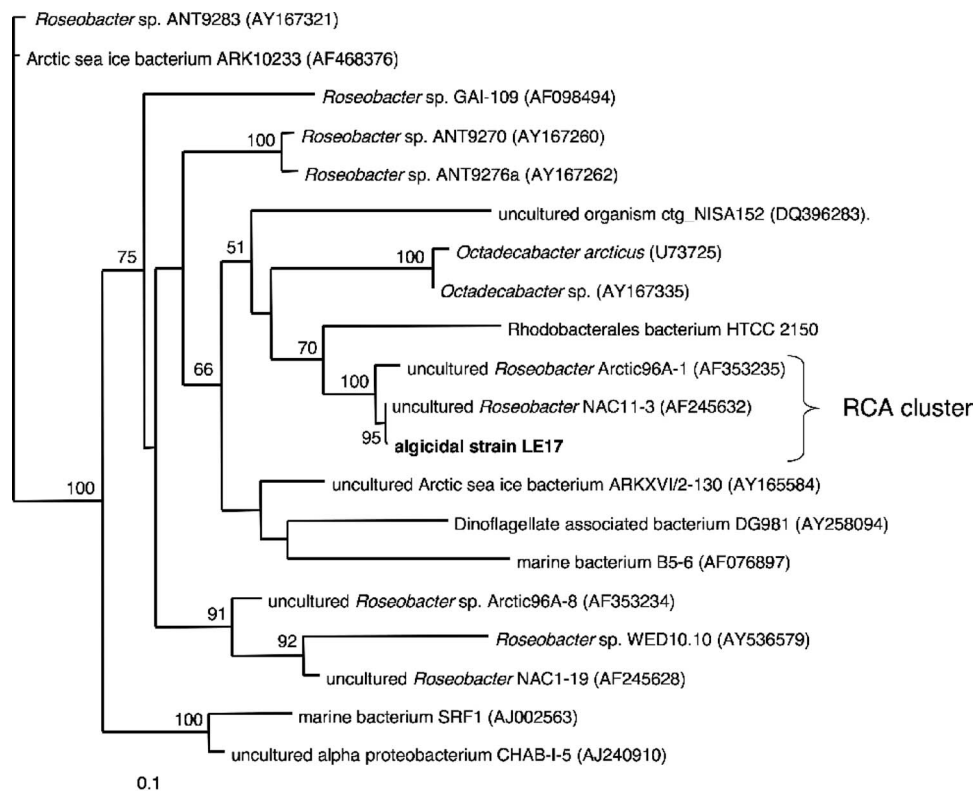 Roseobacter sp. ANT9283 (AY167321)
Arctic sea ice bacterium ARK10233 (AF468376)
Roseobacter sp. GAI-109 (AF098494)
100
Roseobacter sp. ANT9270 (AY167260)
Roseobacter sp. ANT9276a (AY167262)
uncultured organism ctg_NISA152 (DQ396283).
75
51
100
Octadecabacter arcticus (U73725)
Octadecabacter sp. (AY167335)
Rhodobacterales bacterium HTCC 2150
70
66
100
uncultured Roseobacter Arctic96A-1 (AF353235)
uncultured Roseobacter NAC11-3 (AF245632)
RCA cluster
95
algicidal strain LE17
100
uncultured Arctic sea ice bacterium ARKXVI/2-130 (AY165584)
Dinoflagellate associated bacterium DG981 (AY258094)
marine bacterium B5-6 (AF076897)
91
uncultured Roseobacter sp. Arctic96A-8 (AF353234)
92
Roseobacter sp. WED10.10 (AY536579)
uncultured Roseobacter NAC1-19 (AF245628)
100
marine bacterium SRF1 (AJ002563)
uncultured alpha proteobacterium CHAB-I-5 (AJ240910)
0.1